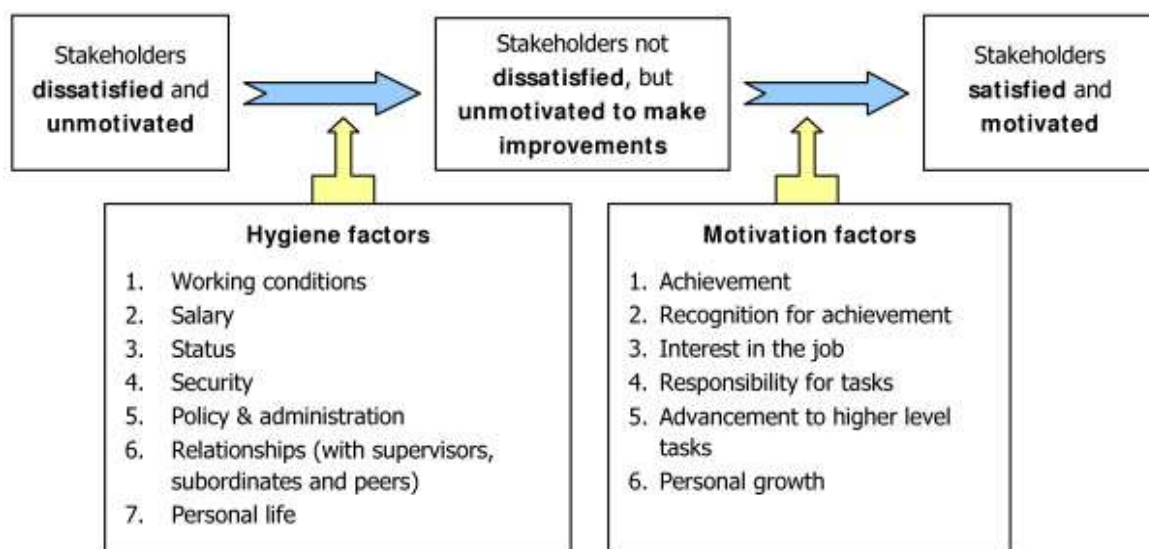 Stakeholders
dissatisfied and
unmotivated
Stakeholders not
dissatisfied, but
unmotivated to make
improvements
Stakeholders
satisfied and
motivated
Hygiene factors
1. Working conditions
2. Salary
3. Status
4. Security
5. Policy & administration
6. Relationships (with supervisors,
subordinates and peers)
7. Personal life
Motivation factors
1. Achievement
2. Recognition for achievement
3. Interest in the job
4. Responsibility for tasks
5. Advancement to higher level
tasks
6. Personal growth